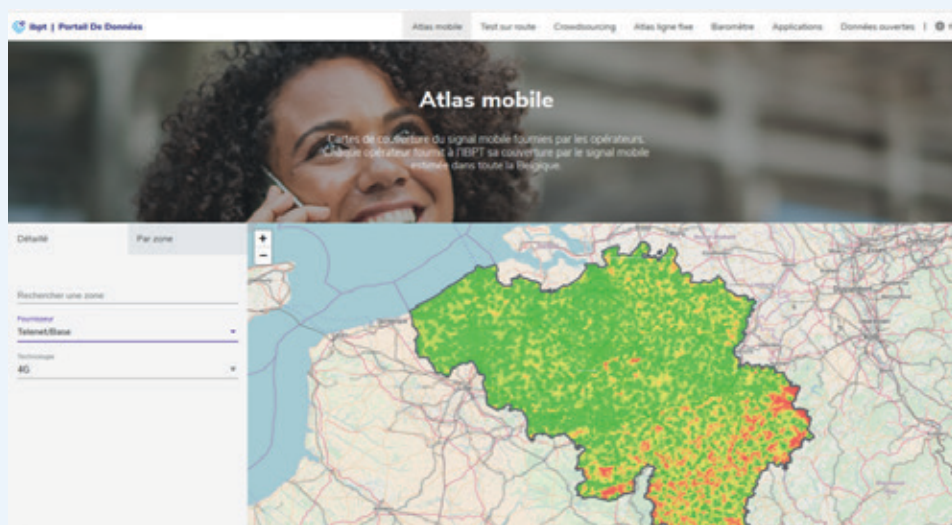 ibpt | Portail De Données
Atlas mobile Test sur route Crowdsourcing Atlas ligne fixe Baromètre Applications Données ouvertes |
Atlas mobile
Cartes de couverture du signal mobile fournies par les opérateurs.
Chaque opérateur fournit à l'IBPT sa couverture par le signal mobile
estimée dans toute la Belgique.
Détaillé Par zone
+
−
Rechercher une zone
Fournisseur
Telenet/Base
Technologie
4G